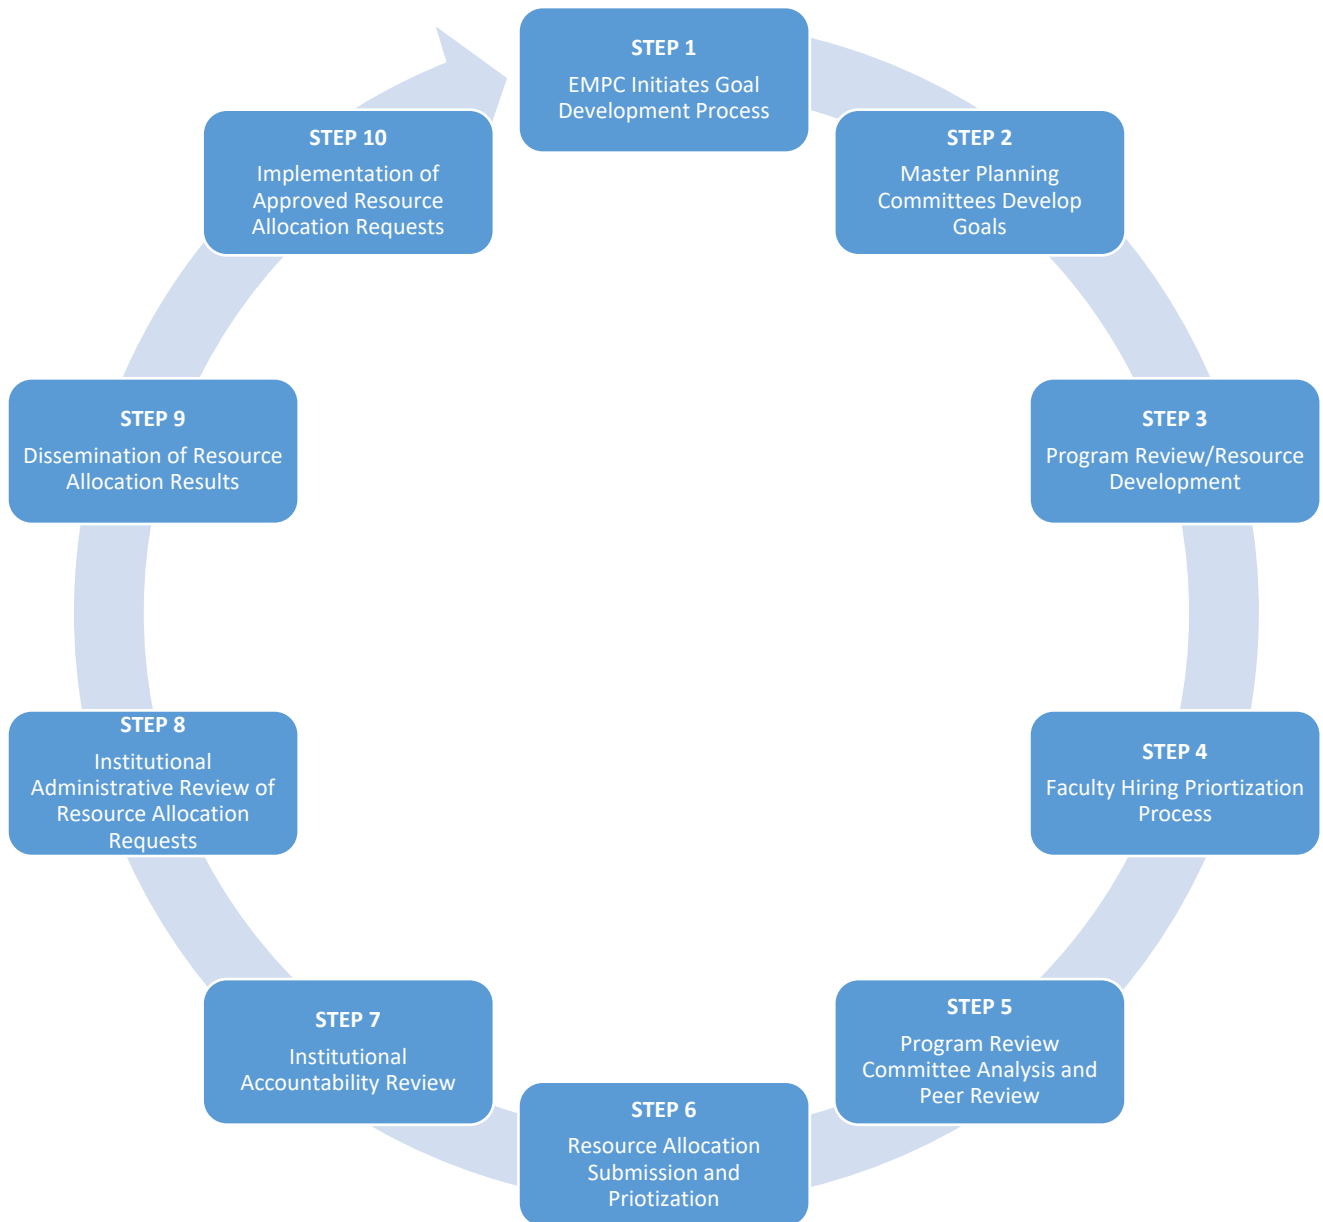 STEP 1
EMPC Initiates Goal
Development Process
STEP 2
Master Planning
Committees Develop
Goals
STEP 3
Program Review/Resource
Development
STEP 4
Faculty Hiring Priortization
Process
STEP 5
Program Review
Committee Analysis and
Peer Review
STEP 6
Resource Allocation
Submission and
Priotization
STEP 7
Institutional
Accountability Review
STEP 8
Institutional
Administrative Review of
Resource Allocation
Requests
STEP 9
Dissemination of Resource
Allocation Results
STEP 10
Implementation of
Approved Resource
Allocation Requests